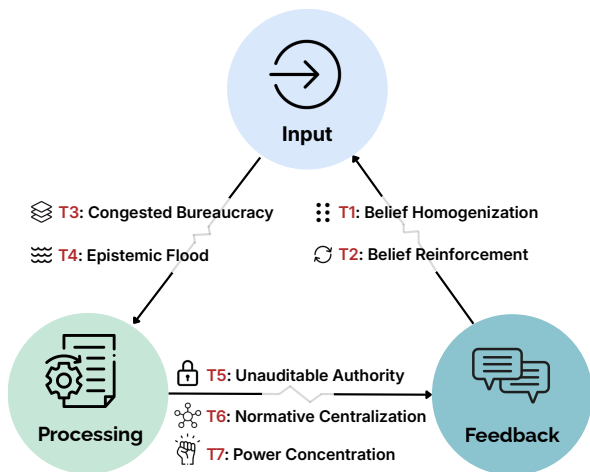 Input
T3: Congested Bureaucracy
T1: Belief Homogenization
T4: Epistemic Flood
T2: Belief Reinforcement
T5: Unauditable Authority
T6: Normative Centralization
T7: Power Concentration
Processing
Feedback